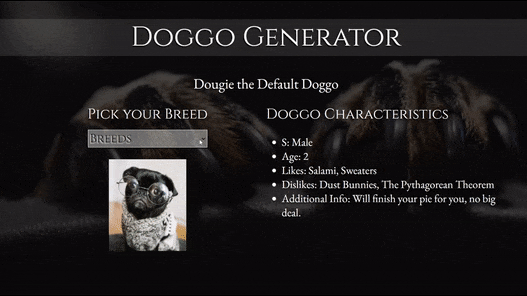 Doggo Generator
Dougie the Default Doggo
Pick your Breed
Breeds
Doggo Characteristics
S: Male
Age: 2
Likes: Salami, Sweaters
Dislikes: Dust Bunnies, The Pythagorean Theorem
Additional Info: Will finish your pie for you, no big
deal.